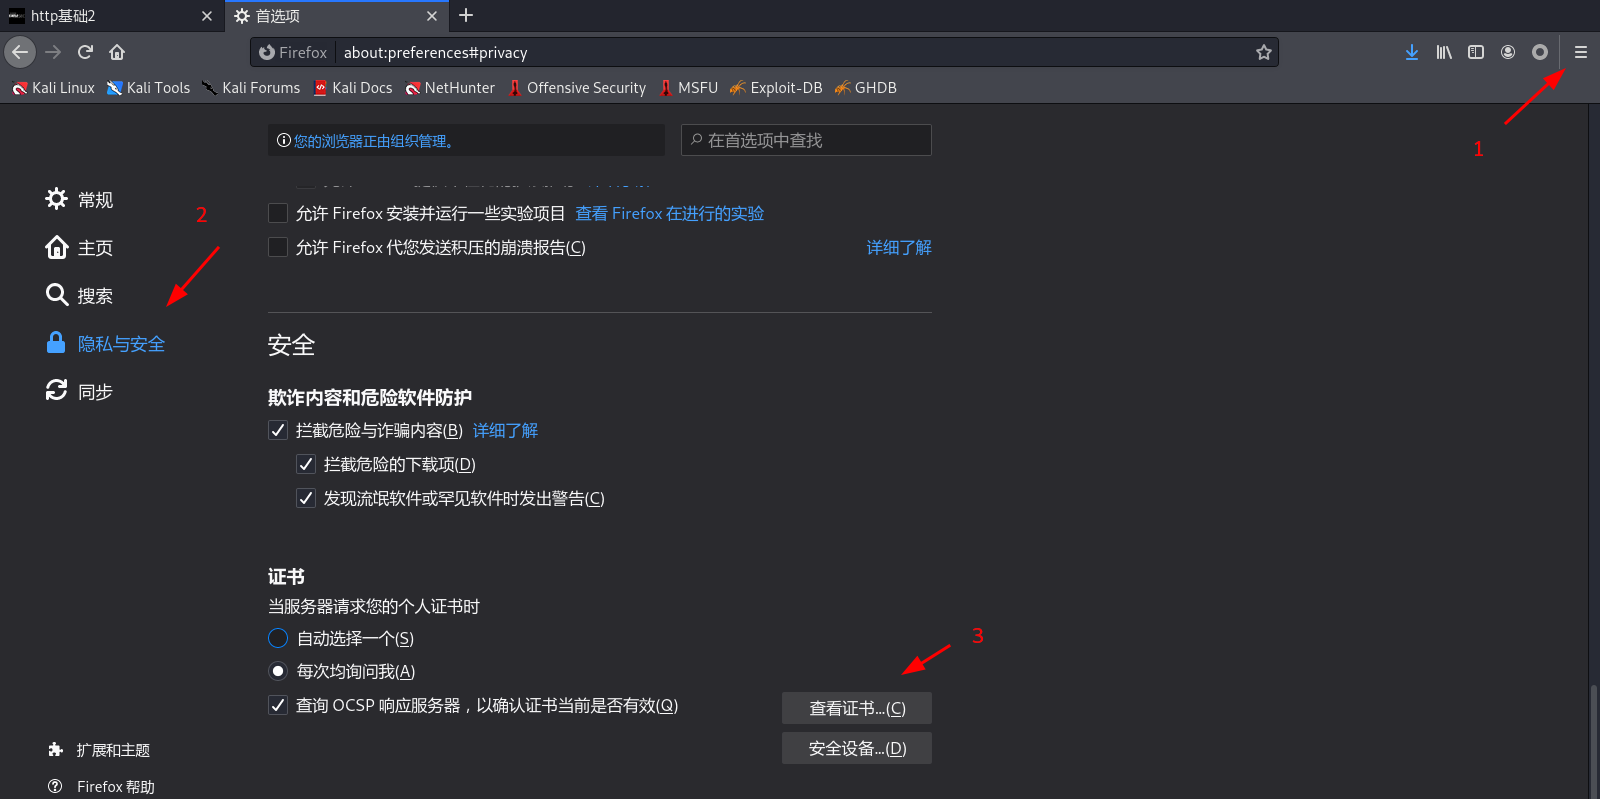 http基础2
首选项
Firefox about:preferences#privacy
Kali Linux Kali Tools Kali Forums Kali Docs NetHunter Offensive Security MSFU Exploit-DB GHDB
1
您的浏览器正由组织管理。
在首选项中查找
常规
主页
搜索
隐私与安全
同步
2
允许 Firefox 安装并运行一些实验项目 查看 Firefox 在进行的实验
允许 Firefox 代您发送积压的崩溃报告(C) 详细了解
安全
欺诈内容和危险软件防护
拦截危险与诈骗内容(B) 详细了解
拦截危险的下载项(D)
发现流氓软件或罕见软件时发出警告(C)
证书
当服务器请求您的个人证书时
自动选择一个(S)
每次均询问我(A)
查询 OCSP 响应服务器，以确认证书当前是否有效(Q)
3
查看证书...(C)
安全设备...(D)
扩展和主题
Firefox 帮助